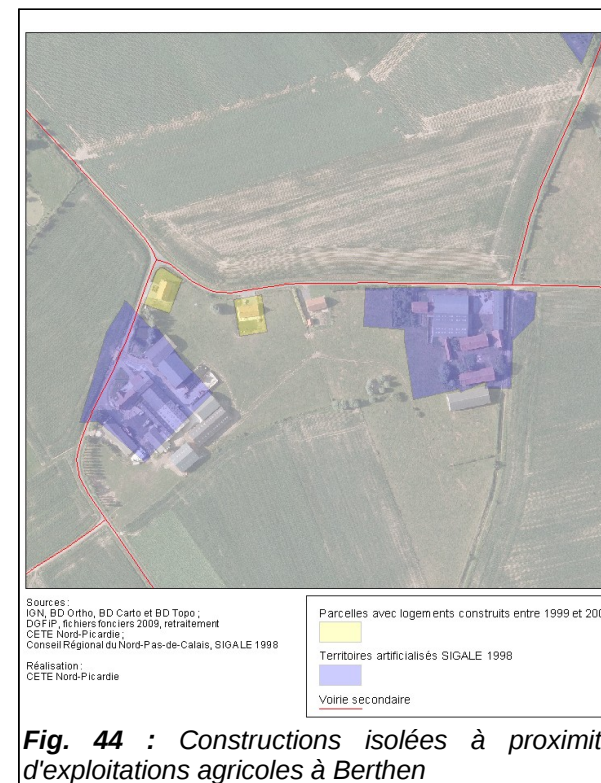 Sources :
IGN, BD Ortho, BD Carto et BD Topo ;
DGFiP, fichiers fonciers 2009, retraitement
CETE Nord-Picardie ;
Conseil Régional du Nord-Pas-de-Calais, SIGALE 1998
Réalisation :
CETE Nord-Picardie
Parcelles avec logements construits entre 1999 et 200
Territoires artificialisés SIGALE 1998
Voirie secondaire
Fig. 44 : Constructions isolées à proximit
d'exploitations agricoles à Berthen